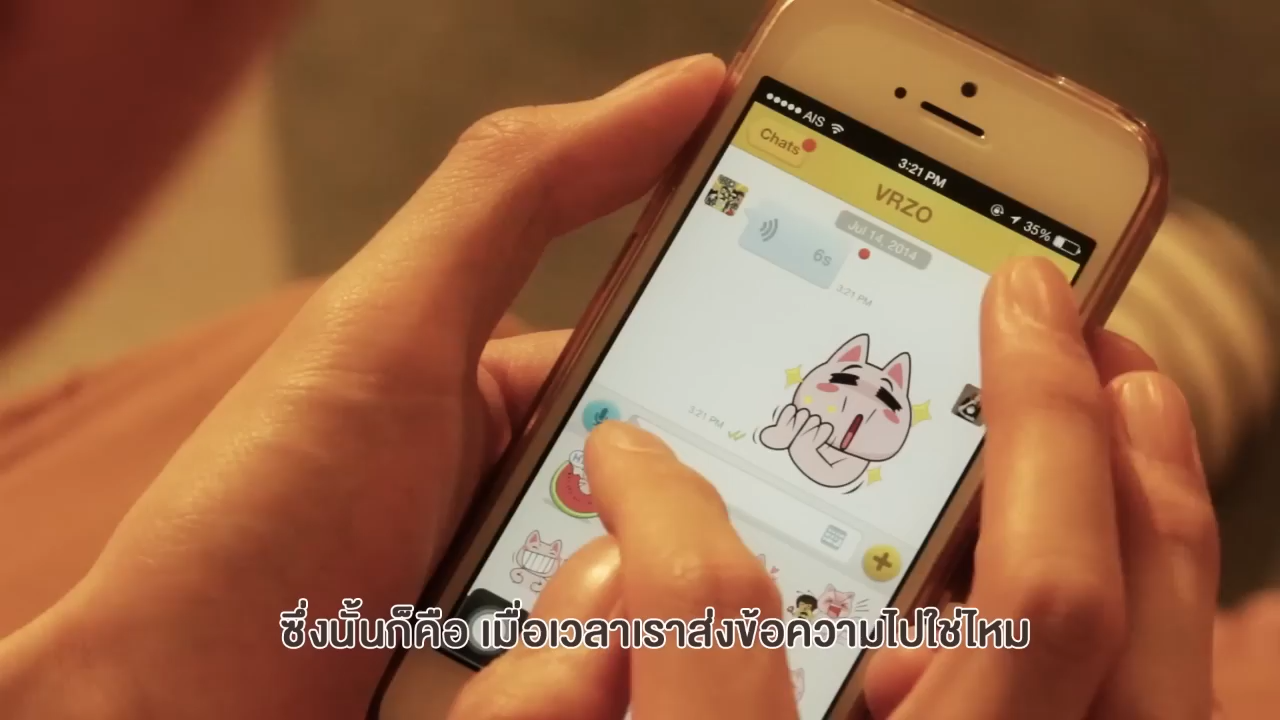 ●●●●● AIS 3:21 PM 35%
Chats VRZO
Jul 14, 2014
6s
3:21 PM
3:21 PM
ซึ่งนั้นก็คือ เมื่อเวลาเราส่งข้อความไปใช่ไหม